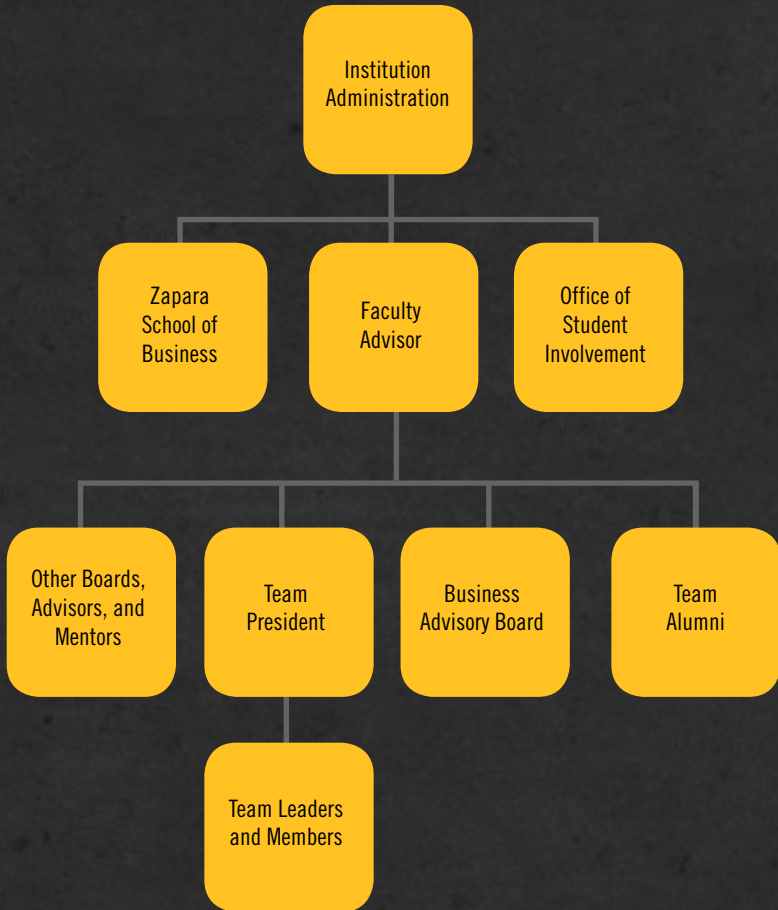 Institution
Administration
Zapara
School of
Business
Faculty
Advisor
Office of
Student
Involvement
Other Boards,
Advisors, and
Mentors
Team
President
Business
Advisory Board
Team
Alumni
Team Leaders
and Members